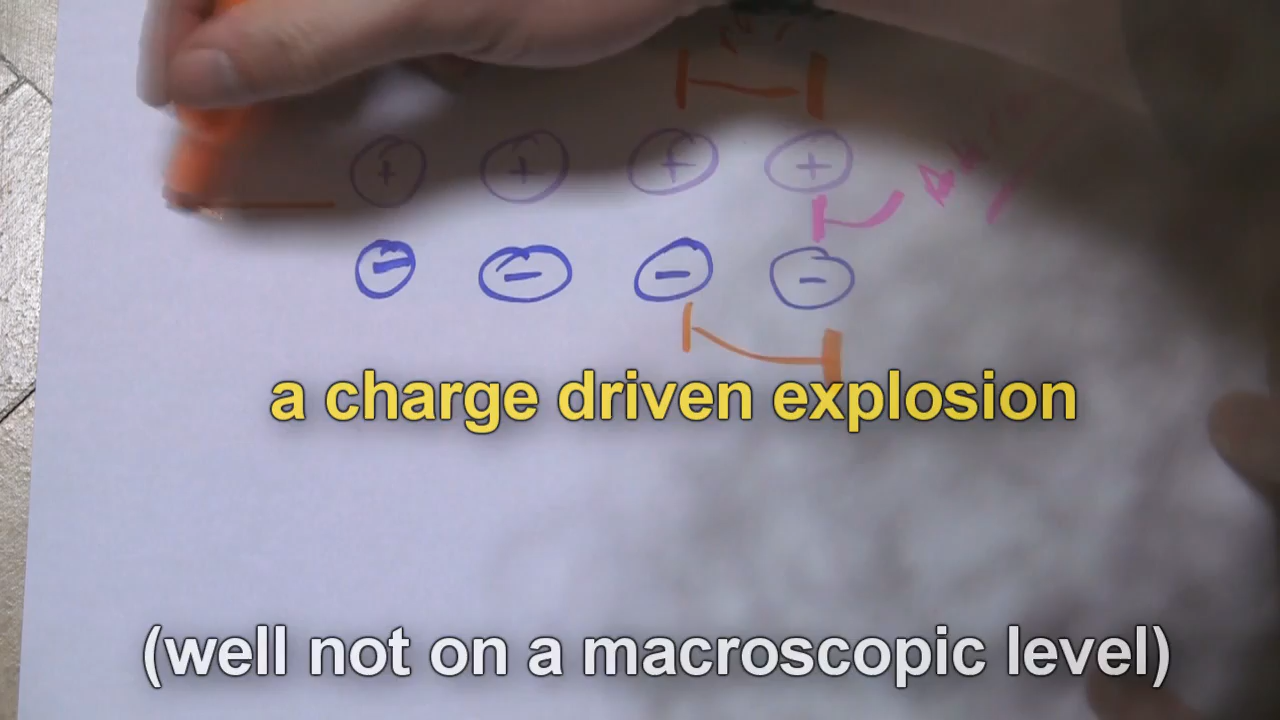 + + + +
- - - -
a charge driven explosion
(well not on a macroscopic level)